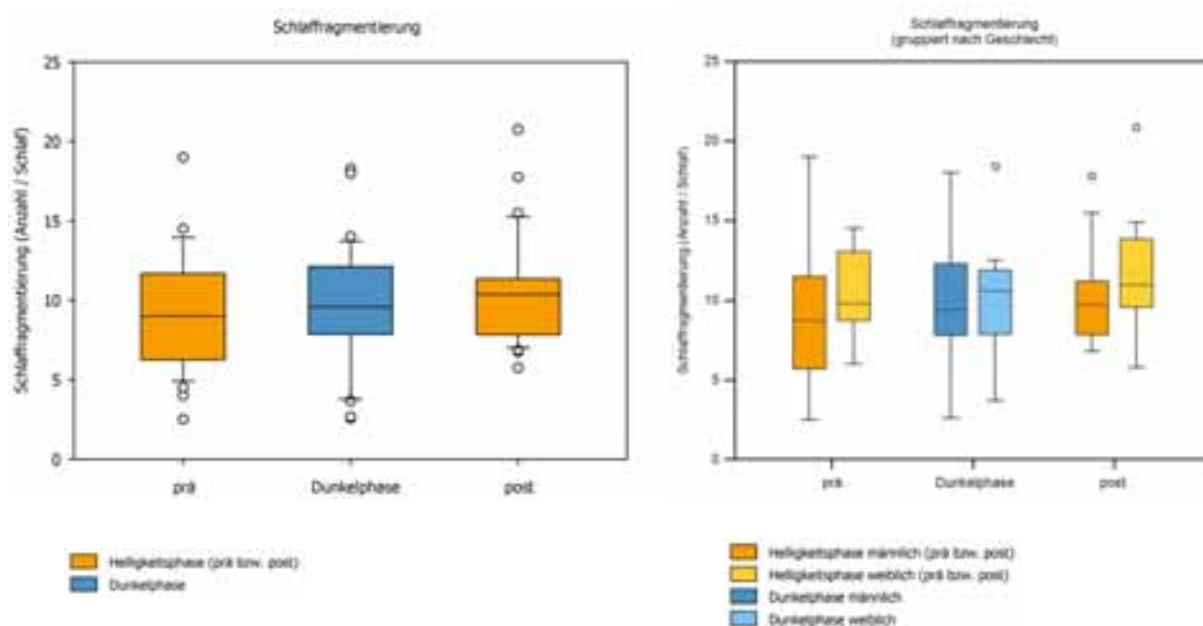 Schlaffragmentierung
25
20
15
10
5
0
Schlaffragmentierung (Anzahl / Schlaf)
prä
Dunkelphase
post
Helligkeitsphase (prä bzw. post)
Dunkelphase
Schlaffragmentierung
(gruppiert nach Geschlecht)
25
20
15
10
5
0
Schlaffragmentierung (Anzahl / Schlaf)
prä
Dunkelphase
post
Helligkeitsphase männlich (prä bzw. post)
Helligkeitsphase weiblich (prä bzw. post)
Dunkelphase männlich
Dunkelphase weiblich